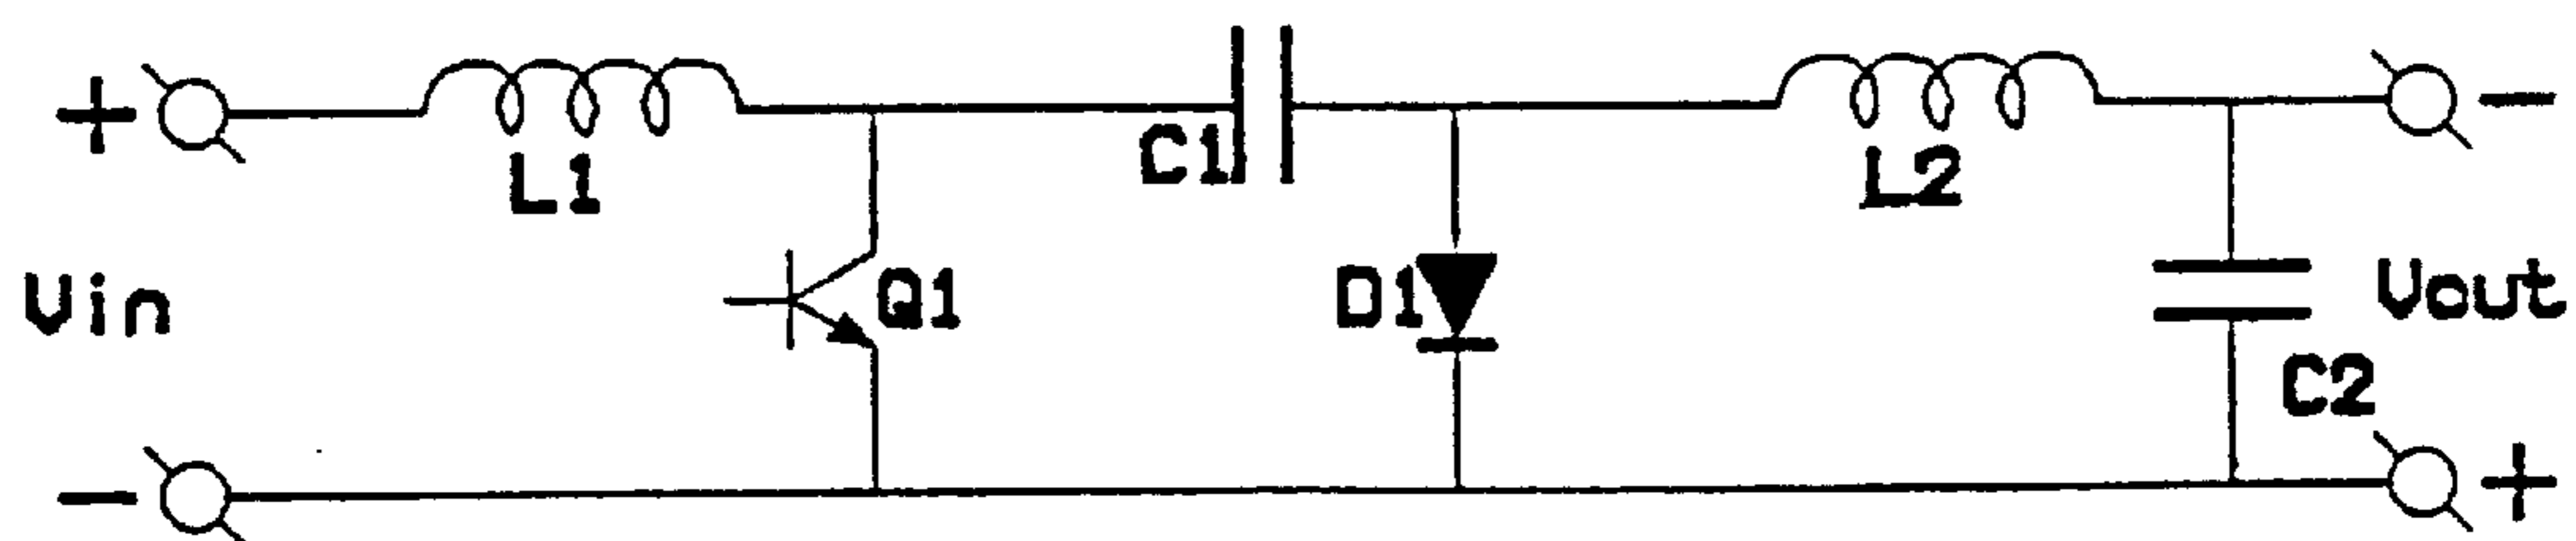 + −
L1 C1 L2
Vin Q1 D1 Vout
C2
− +